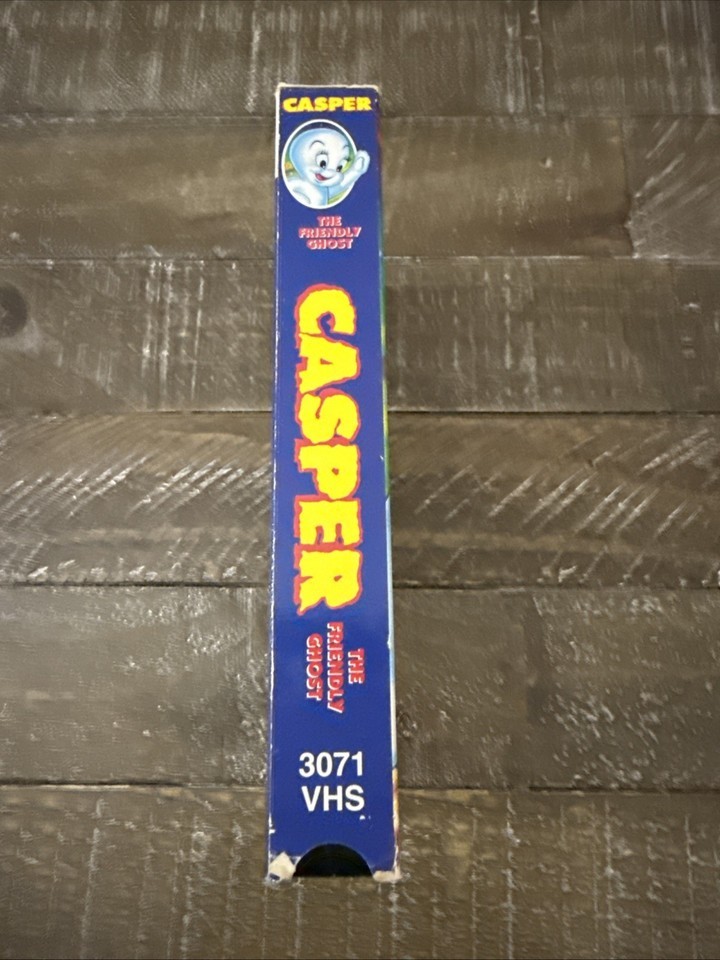 CASPER
THE
FRIENDLY
GHOST
CASPER
THE
FRIENDLY
GHOST
3071
VHS